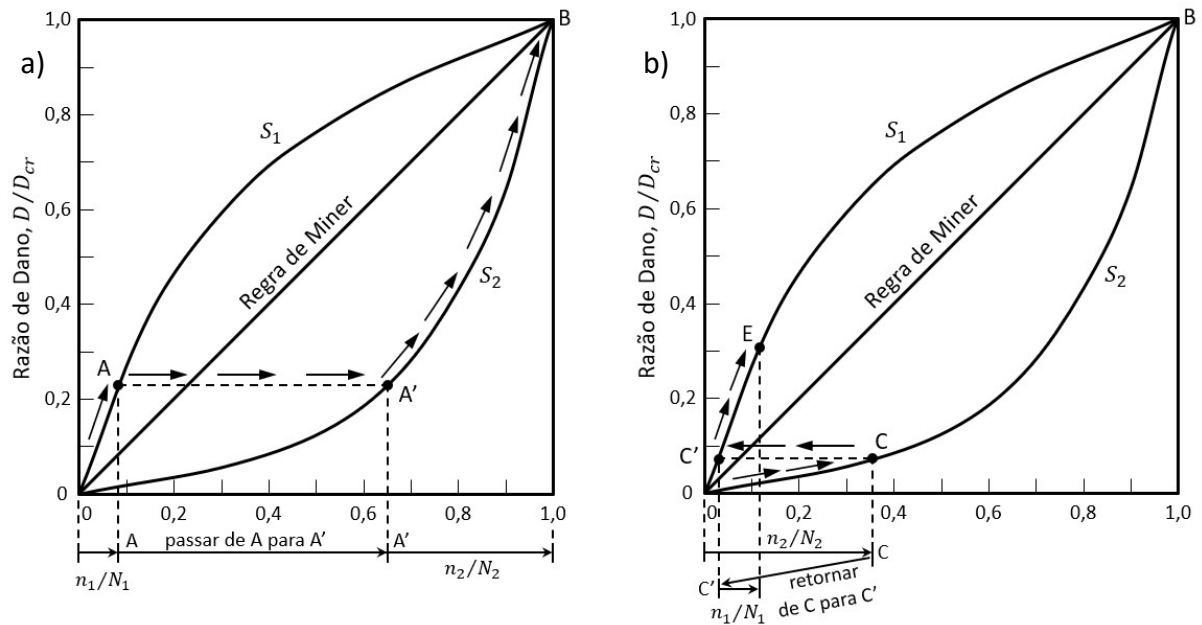 a)
Razão de Dano, D/D_cr
1,0
0,8
0,6
0,4
0,2
0
0 0,2 0,4 0,6 0,8 1,0
B
S₁
Regra de Miner
S₂
A
A'
A passar de A para A' A'
n₁/N₁ n₂/N₂
b)
Razão de Dano, D/D_cr
1,0
0,8
0,6
0,4
0,2
0
0 0,2 0,4 0,6 0,8 1,0
B
S₁
Regra de Miner
S₂
E
C'
C
n₂/N₂ C
C' retornar
n₁/N₁ de C para C'